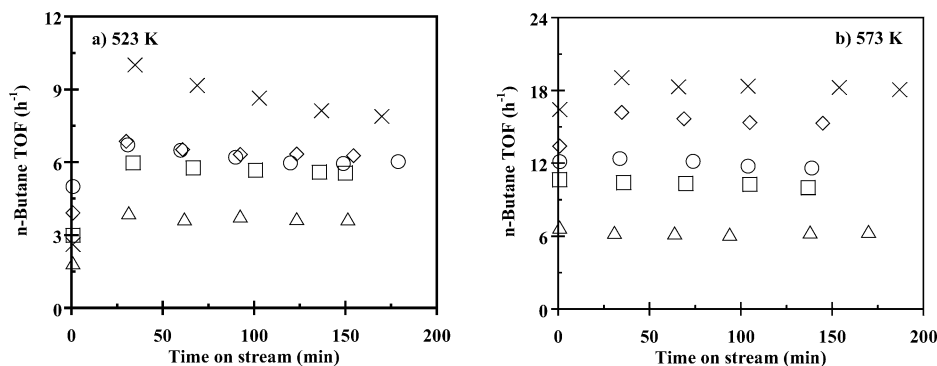 a) 523 K
n-Butane TOF (h⁻¹)
12
9
6
3
0
0 50 100 150 200
Time on stream (min)
b) 573 K
n-Butane TOF (h⁻¹)
24
18
12
6
0
0 50 100 150 200
Time on stream (min)